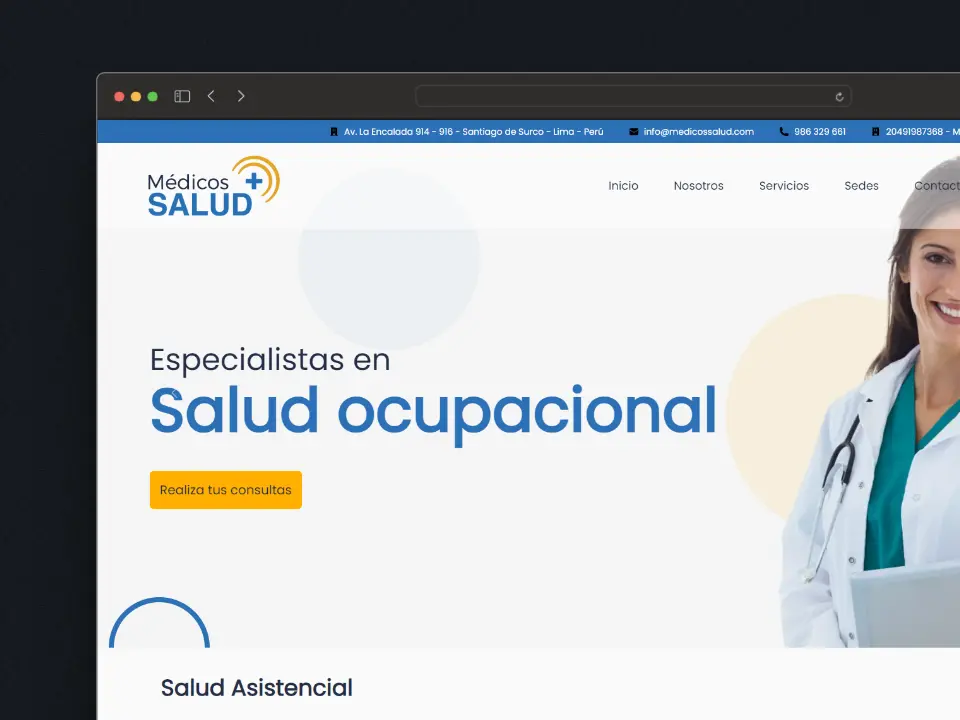 Av. La Encalada 914 - 916 - Santiago de Surco - Lima - Perú info@medicossalud.com 986 329 661 20491987368 - M
Médicos
SALUD
Inicio Nosotros Servicios Sedes Contact
Especialistas en
Salud ocupacional
Realiza tus consultas
Salud Asistencial